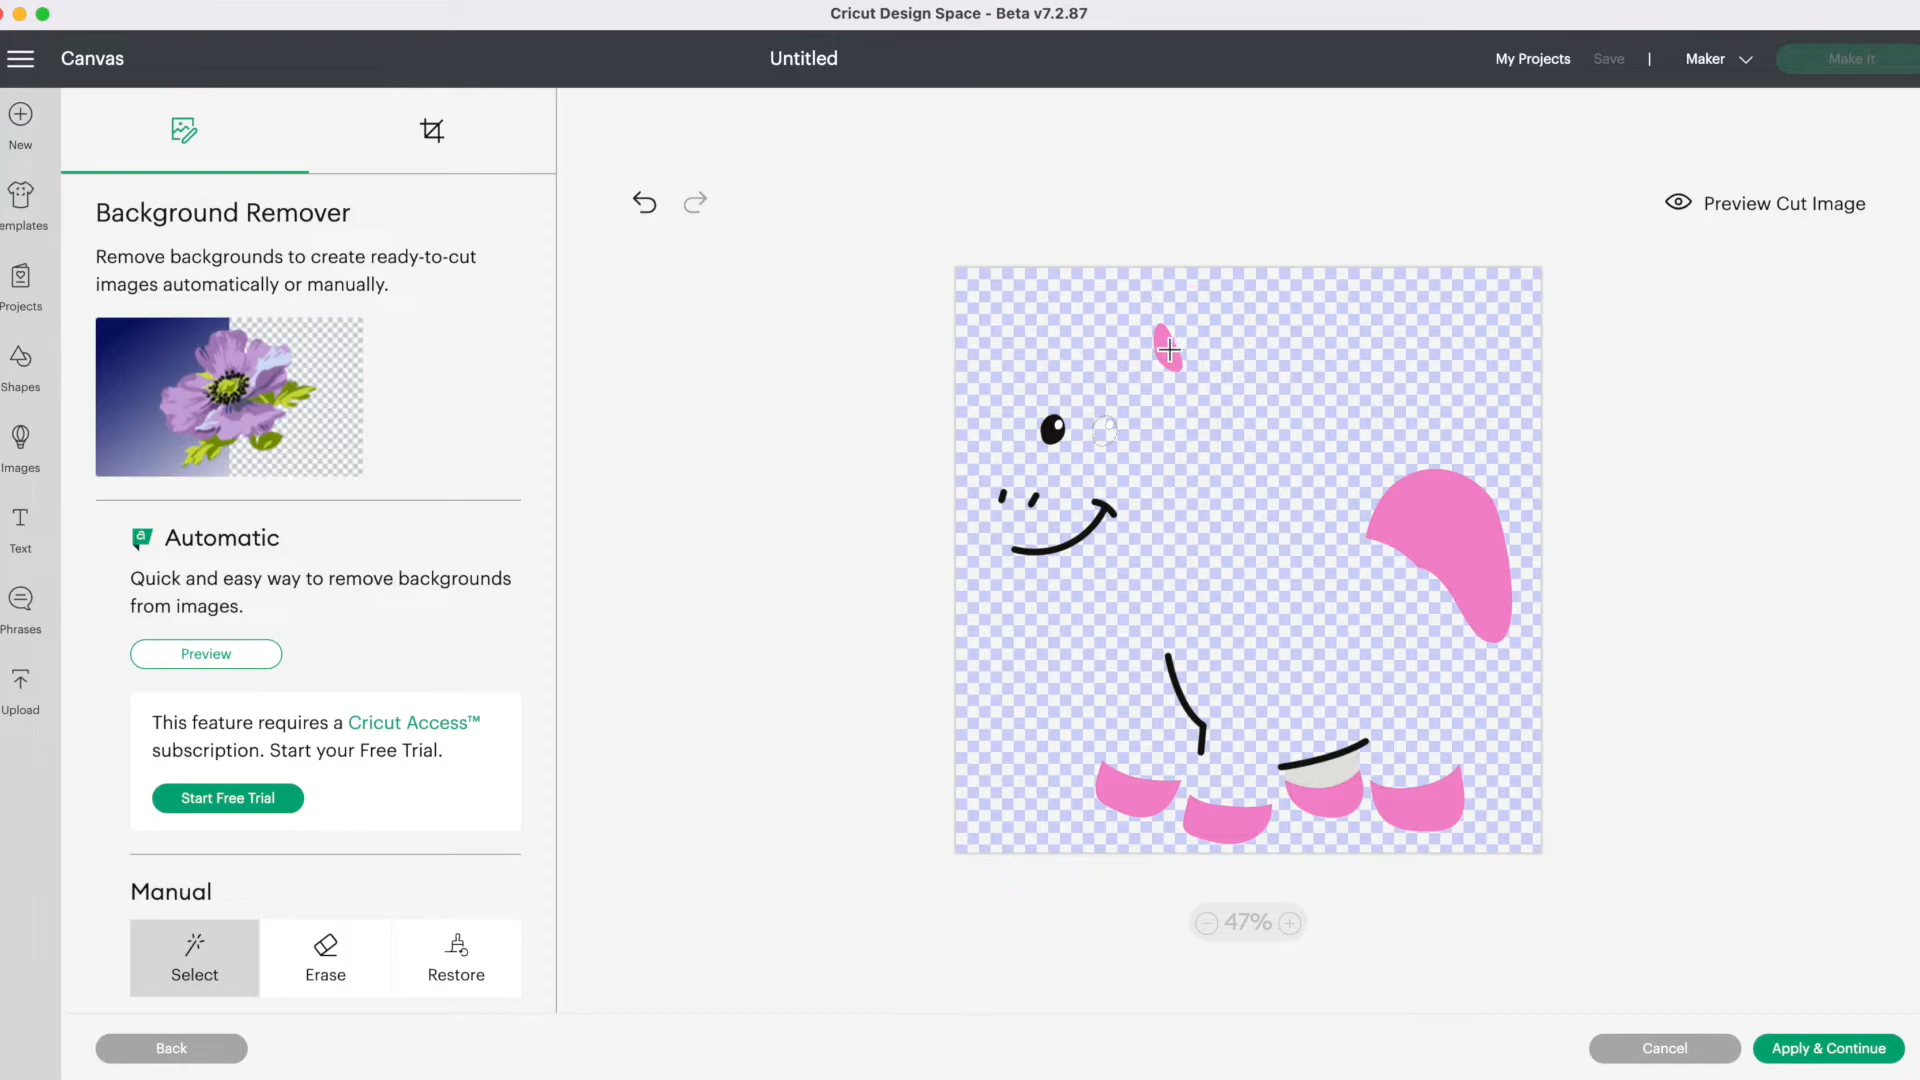 Cricut Design Space - Beta v7.2.87
Canvas
Untitled
My Projects
Save
|
Maker
Make It
New
emplates
Projects
Shapes
Images
Text
Phrases
Upload
Background Remover
Remove backgrounds to create ready-to-cut
images automatically or manually.
a
Automatic
Quick and easy way to remove backgrounds
from images.
Preview
This feature requires a Cricut Access™
subscription. Start your Free Trial.
Start Free Trial
Manual
Select
Erase
Restore
Preview Cut Image
47%
Back
Cancel
Apply & Continue